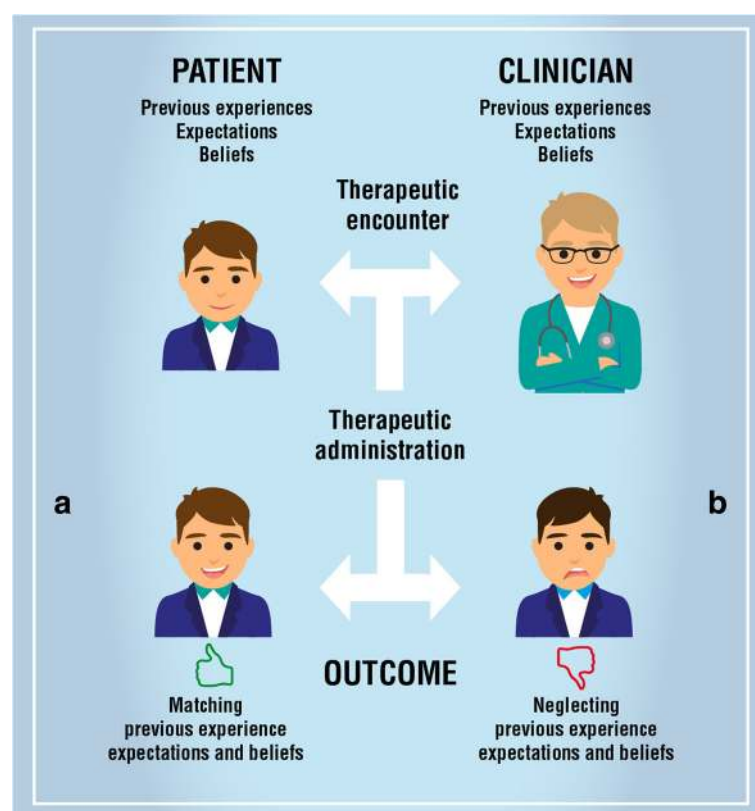 PATIENT
Previous experiences
Expectations
Beliefs
CLINICIAN
Previous experiences
Expectations
Beliefs
Therapeutic
encounter
Therapeutic
administration
a
b
OUTCOME
Matching
previous experience
expectations and beliefs
Neglecting
previous experience
expectations and beliefs